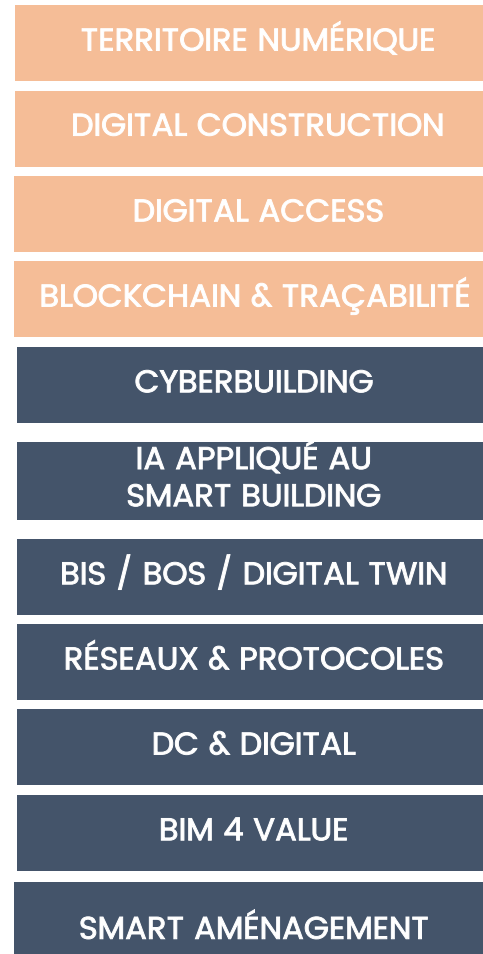 TERRITOIRE NUMÉRIQUE
DIGITAL CONSTRUCTION
DIGITAL ACCESS
BLOCKCHAIN & TRAÇABILITÉ
CYBERBUILDING
IA APPLIQUÉ AU
SMART BUILDING
BIS / BOS / DIGITAL TWIN
RÉSEAUX & PROTOCOLES
DC & DIGITAL
BIM 4 VALUE
SMART AMÉNAGEMENT